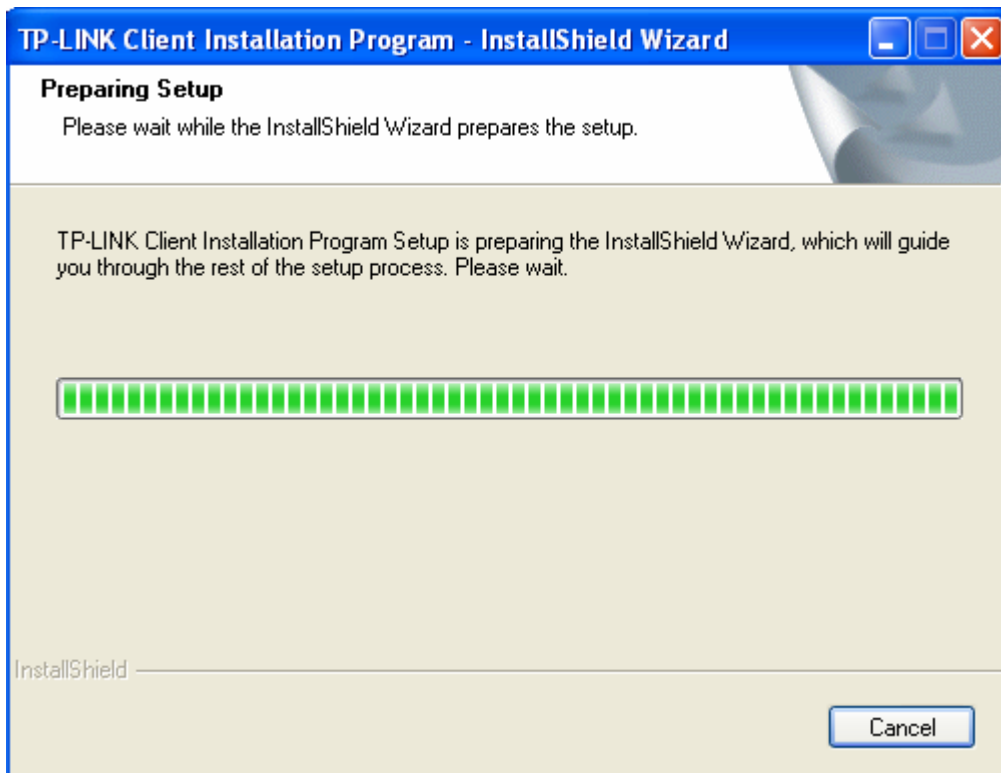 TP-LINK Client Installation Program - InstallShield Wizard
Preparing Setup
Please wait while the InstallShield Wizard prepares the setup.
TP-LINK Client Installation Program Setup is preparing the InstallShield Wizard, which will guide
you through the rest of the setup process. Please wait.
InstallShield
Cancel